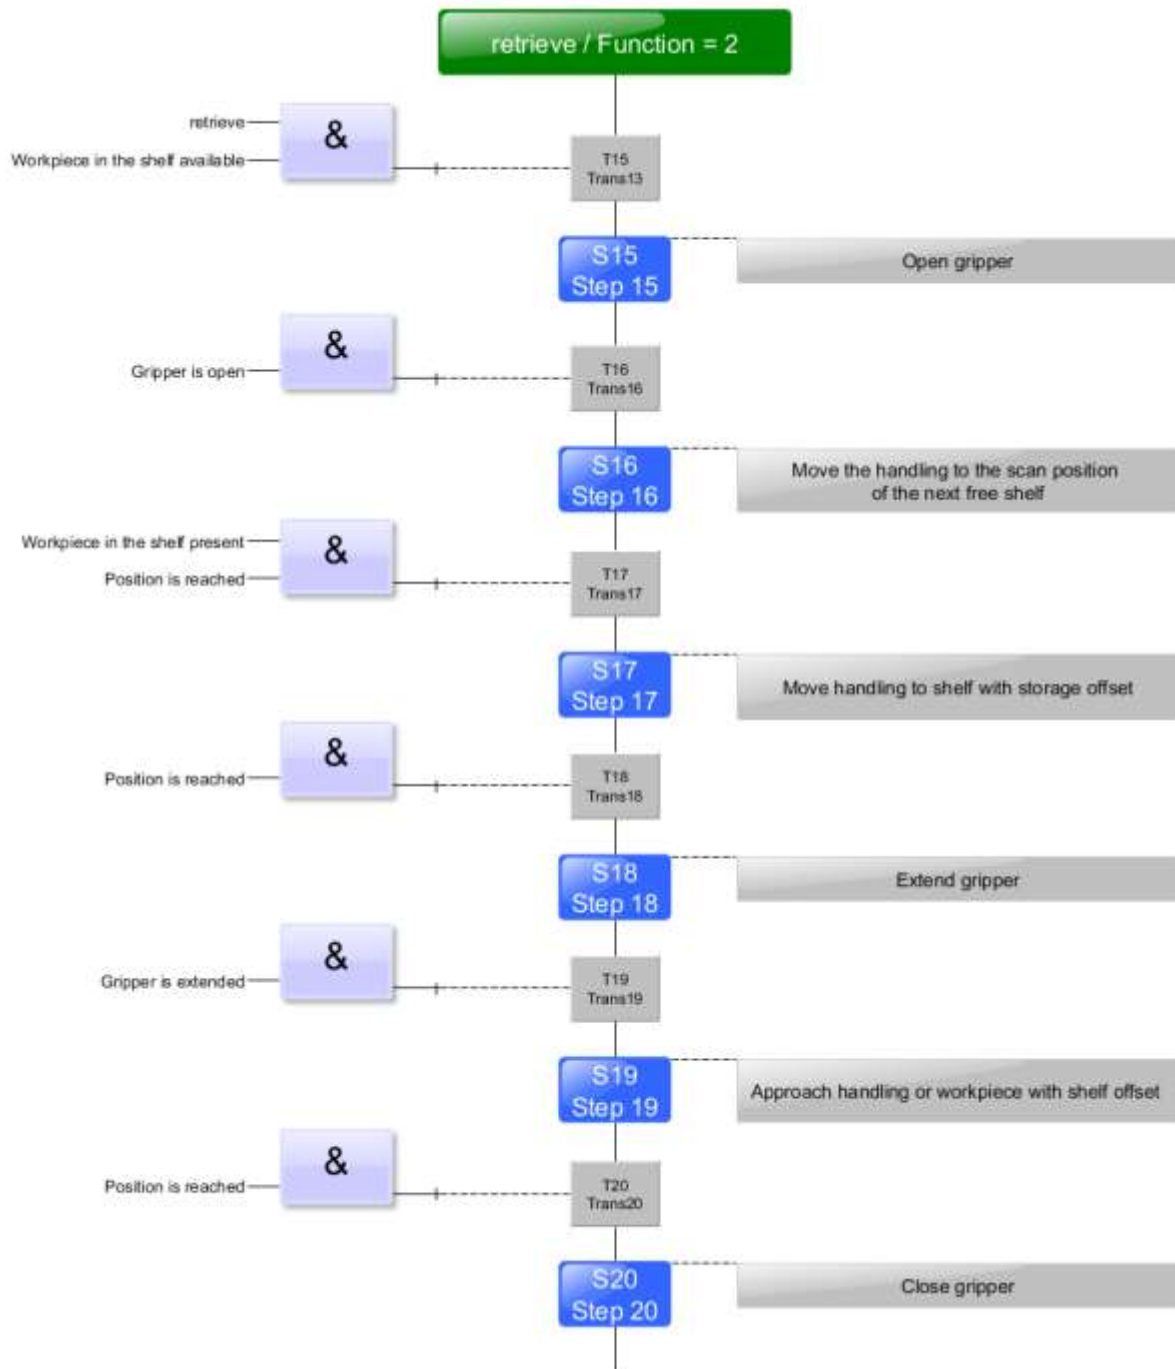 retrieve / Function = 2
retrieve
&
Workpiece in the shelf available
T15
Trans13
S15
Step 15
Open gripper
&
Gripper is open
T16
Trans16
S16
Step 16
Move the handling to the scan position
of the next free shelf
Workpiece in the shelf present
&
Position is reached
T17
Trans17
S17
Step 17
Move handling to shelf with storage offset
&
Position is reached
T18
Trans18
S18
Step 18
Extend gripper
&
Gripper is extended
T19
Trans19
S19
Step 19
Approach handling or workpiece with shelf offset
&
Position is reached
T20
Trans20
S20
Step 20
Close gripper